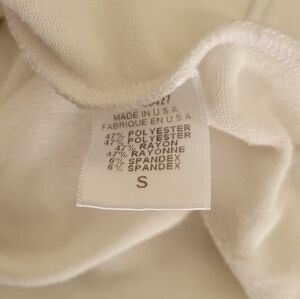 MADE IN U.S.A.
FABRIQUE EN U.S.A.
47% POLYESTER
47% POLYESTER
47% RAYON
47% RAYONNE
6% SPANDEX
6% SPANDEX
S